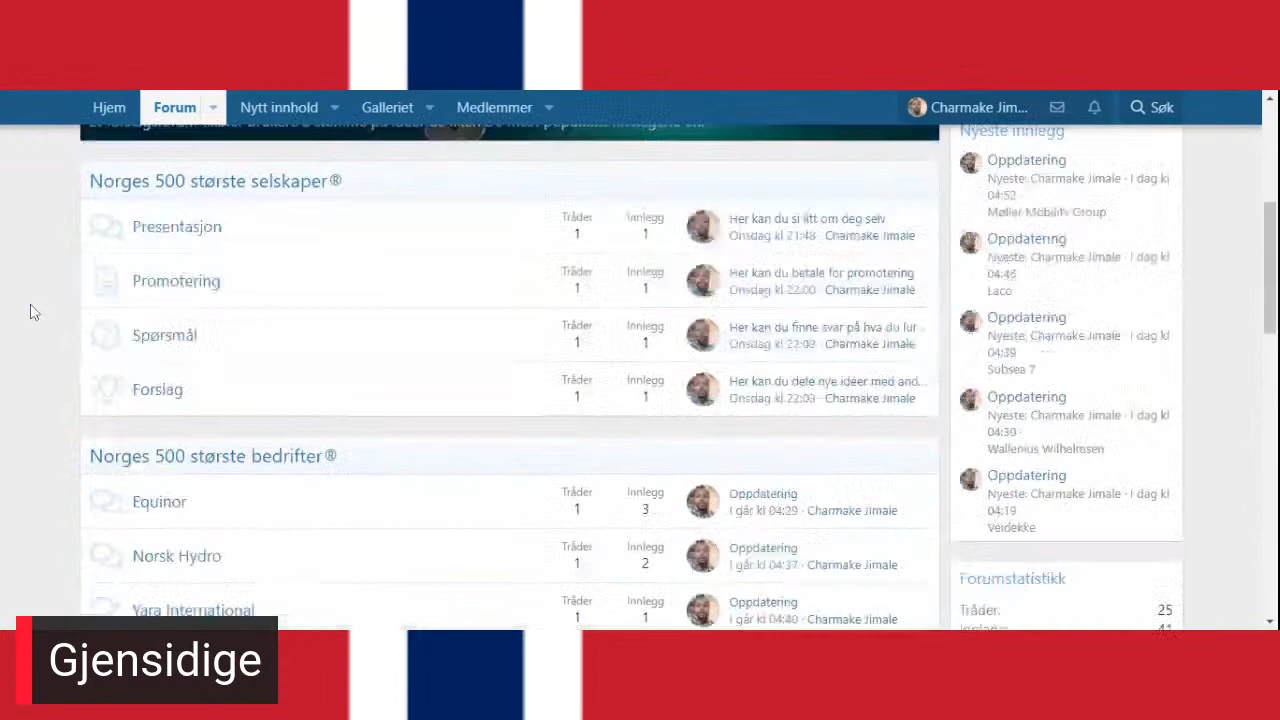 Hjem Forum Nytt innhold Galleriet Medlemmer Charmake Jim... Søk
Norges 500 største selskaper®
Presentasjon
Tråder
1
Innlegg
1
Her kan du si litt om deg selv
Onsdag kl 21:48 · Charmake Jimale
Promotering
Tråder
1
Innlegg
1
Her kan du betale for promotering
Onsdag kl 22:00 · Charmake Jimale
Spørsmål
Tråder
1
Innlegg
1
Her kan du finne svar på hva du lur...
Onsdag kl 22:02 · Charmake Jimale
Forslag
Tråder
1
Innlegg
1
Her kan du dele nye ideer med and...
Onsdag kl 22:03 · Charmake Jimale
Norges 500 største bedrifter®
Equinor
Tråder
1
Innlegg
3
Oppdatering
I går kl 04:29 · Charmake Jimale
Norsk Hydro
Tråder
1
Innlegg
2
Oppdatering
I går kl 04:37 · Charmake Jimale
Yara International
Tråder
1
Innlegg
1
Oppdatering
I går kl 04:40 · Charmake Jimale
Nyeste innlegg
Oppdatering
Nyeste: Charmake Jimale · I dag kl
04:52
Møller Mobility Group
Oppdatering
Nyeste: Charmake Jimale · I dag kl
04:46
Laco
Oppdatering
Nyeste: Charmake Jimale · I dag kl
04:39
Subsea 7
Oppdatering
Nyeste: Charmake Jimale · I dag kl
04:30
Wallenius Wilhelmsen
Oppdatering
Nyeste: Charmake Jimale · I dag kl
04:19
Veidekke
Forumstatistikk
Tråder: 25
Gjensidige